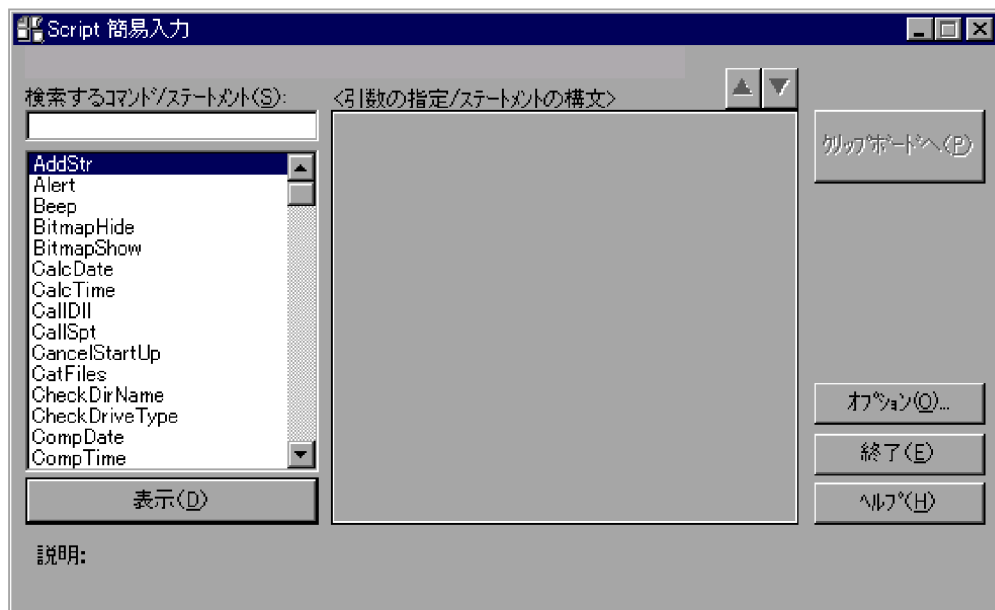 Script 簡易入力
検索するｺﾏﾝﾄﾞ/ｽﾃｰﾄﾒﾝﾄ(S):
<引数の指定/ｽﾃｰﾄﾒﾝﾄの構文>
AddStr
Alert
Beep
BitmapHide
BitmapShow
CalcDate
CalcTime
CallDll
CallSpt
CancelStartUp
CatFiles
CheckDirName
CheckDriveType
CompDate
CompTime
表示(D)
ｸﾘｯﾌﾟﾎﾞｰﾄﾞへ(P)
ｵﾌﾟｼｮﾝ(O)...
終了(E)
ﾍﾙﾌﾟ(H)
説明: